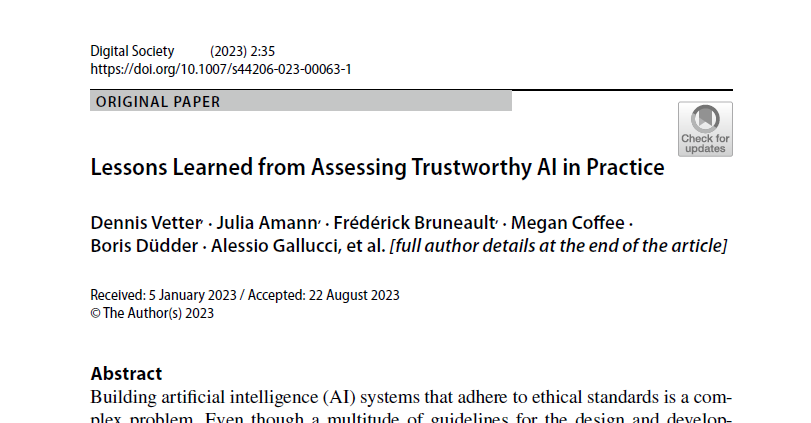 Digital Society (2023) 2:35
https://doi.org/10.1007/s44206-023-00063-1
ORIGINAL PAPER
Check for
updates
Lessons Learned from Assessing Trustworthy AI in Practice
Dennis Vetter · Julia Amann · Frédérick Bruneault · Megan Coffee ·
Boris Düdder · Alessio Gallucci, et al. [full author details at the end of the article]
Received: 5 January 2023 / Accepted: 22 August 2023
© The Author(s) 2023
Abstract
Building artificial intelligence (AI) systems that adhere to ethical standards is a com-
plex problem. Even though a multitude of guidelines for the design and develop-